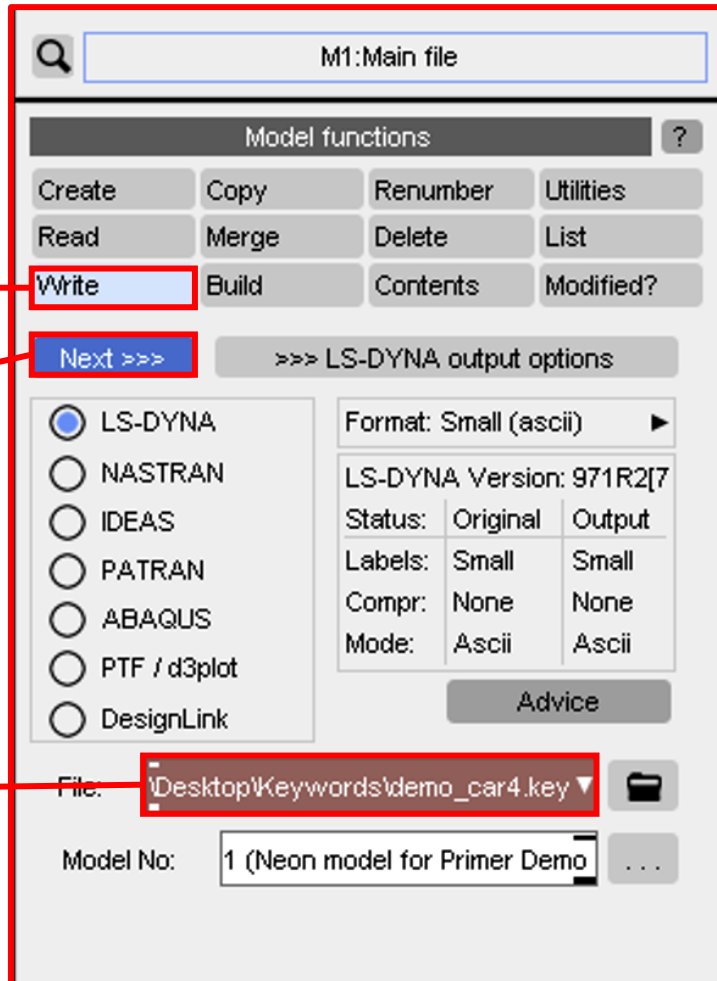 M1:Main file
Model functions ?
Create Copy Renumber Utilities
Read Merge Delete List
Write Build Contents Modified?
Next >>> >>> LS-DYNA output options
LS-DYNA Format: Small (ascii)
NASTRAN LS-DYNA Version: 971R2[7
IDEAS Status: Original Output
PATRAN Labels: Small Small
ABAQUS Compr: None None
PTF / d3plot Mode: Ascii Ascii
DesignLink Advice
File: \Desktop\Keywords\demo_car4.key
Model No: 1 (Neon model for Primer Demo ...